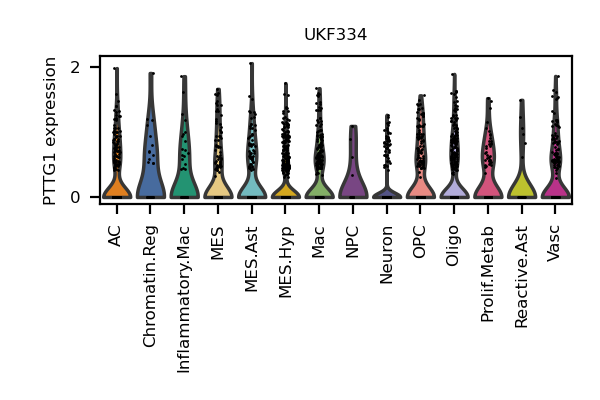 UKF334
PTTG1 expression
2
0
AC
Chromatin.Reg
Inflammatory.Mac
MES
MES.Ast
MES.Hyp
Mac
NPC
Neuron
OPC
Oligo
Prolif.Metab
Reactive.Ast
Vasc